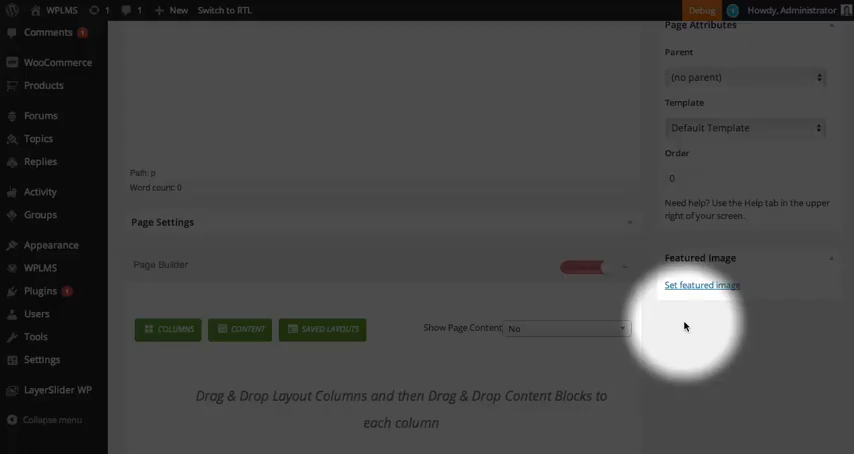 WPLMS 1 1 New Switch to RTL Debug 1 Howdy, Administrator
Comments 1
WooCommerce
Products
Forums
Topics
Replies
Activity
Groups
Appearance
WPLMS
Plugins 1
Users
Tools
Settings
LayerSlider WP
Collapse menu
Path: p
Word count: 0
Page Settings
Page Builder
COLUMNS CONTENT SAVED LAYOUTS Show Page Content No
Drag & Drop Layout Columns and then Drag & Drop Content Blocks to
each column
Page Attributes
Parent
(no parent)
Template
Default Template
Order
0
Need help? Use the Help tab in the upper
right of your screen.
Featured Image
Set featured image